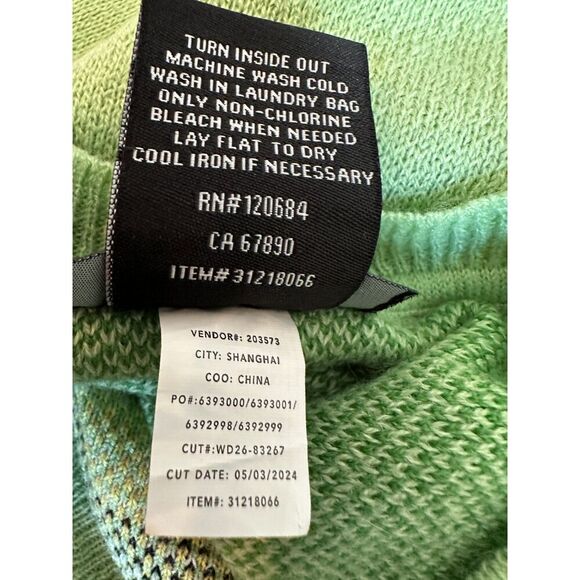 TURN INSIDE OUT
MACHINE WASH COLD
WASH IN LAUNDRY BAG
ONLY NON-CHLORINE
BLEACH WHEN NEEDED
LAY FLAT TO DRY
COOL IRON IF NECESSARY
RN#120684
CA 67890
ITEM# 31218066
VENDOR#: 203573
CITY: SHANGHAI
COO: CHINA
PO#:6393000/6393001/
6392998/6392999
CUT#:WD26-83267
CUT DATE: 05/03/2024
ITEM#: 31218066